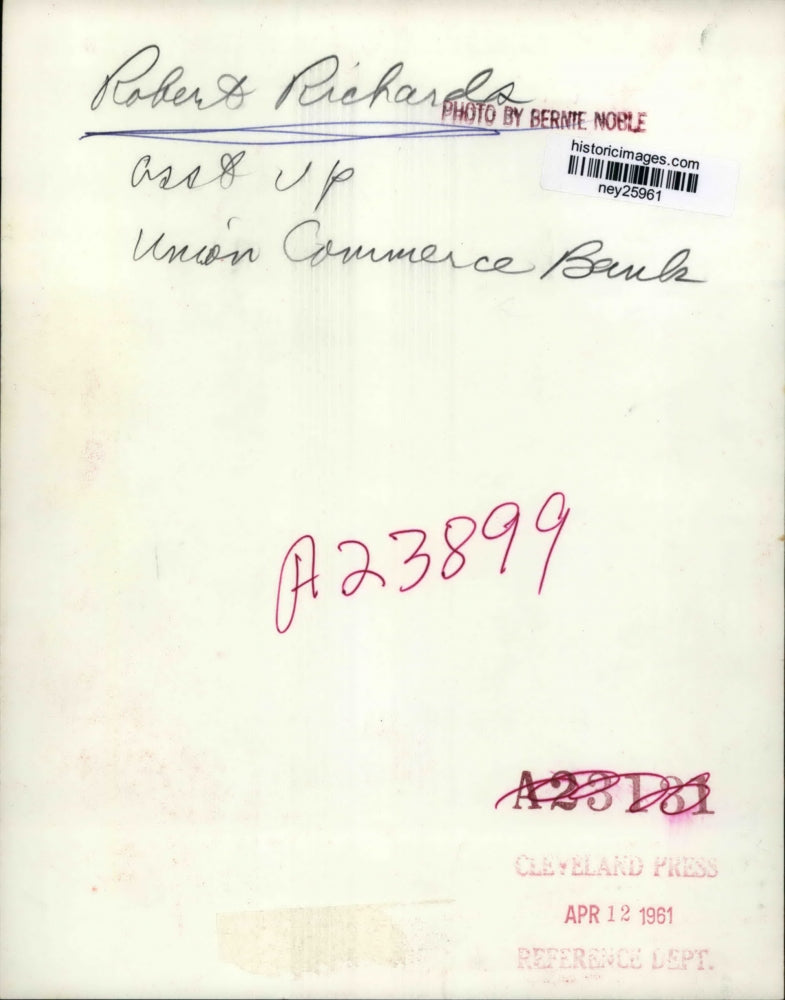 Robert Richards
PHOTO BY BERNIE NOBLE
historicimages.com
ney25961
asst VP
Union Commerce Bank
A23899
A23131
CLEVELAND PRESS
APR 12 1961
REFERENCE DEPT.